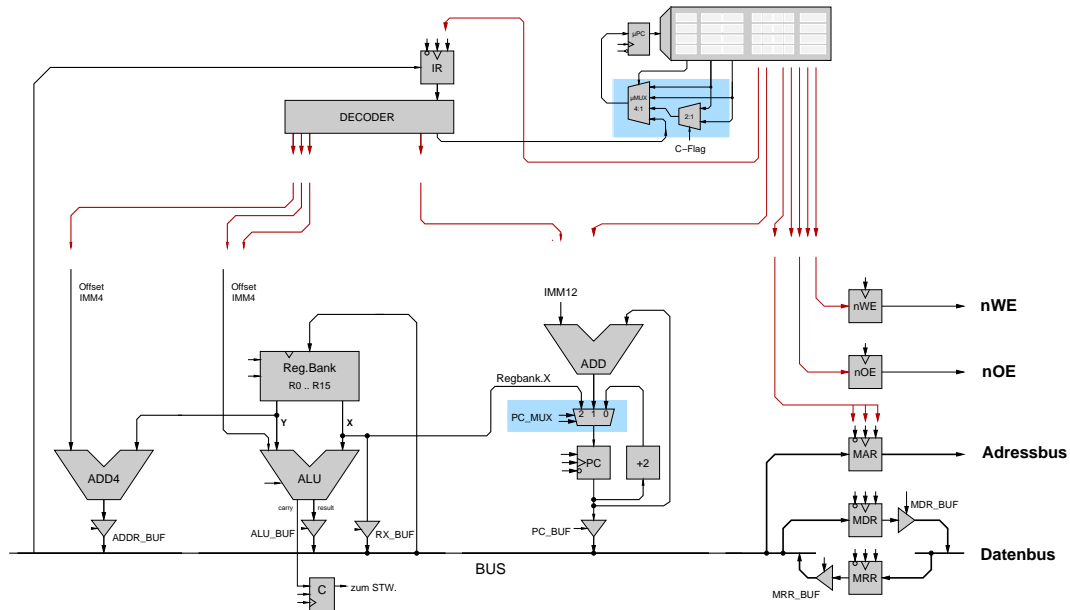 µPC
IR
µMUX
4:1
2:1
DECODER
C−Flag
Offset
IMM4
Offset
IMM4
IMM12
nWE
nWE
ADD
Reg.Bank
R0 .. R15
Regbank.X
nOE
nOE
PC_MUX
2 1 0
Y
X
MAR
Adressbus
ADD4
ALU
PC
+2
carry
result
MDR_BUF
MDR
ADDR_BUF
ALU_BUF
RX_BUF
PC_BUF
Datenbus
BUS
MRR
C
zum STW.
MRR_BUF